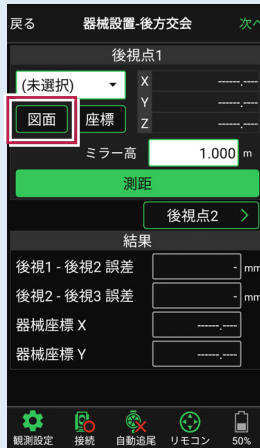 戻る 器械設置-後方交会 次へ
後視点1
(未選択) X ------.----
Y ------.----
図面 座標 Z ------.----
ミラー高 1.000 m
測距
後視点2
結果
後視1 - 後視2 誤差 - mm
後視2 - 後視3 誤差 - mm
器械座標 X ------.----
器械座標 Y ------.----
観測設定 接続 自動追尾 リモコン 50%